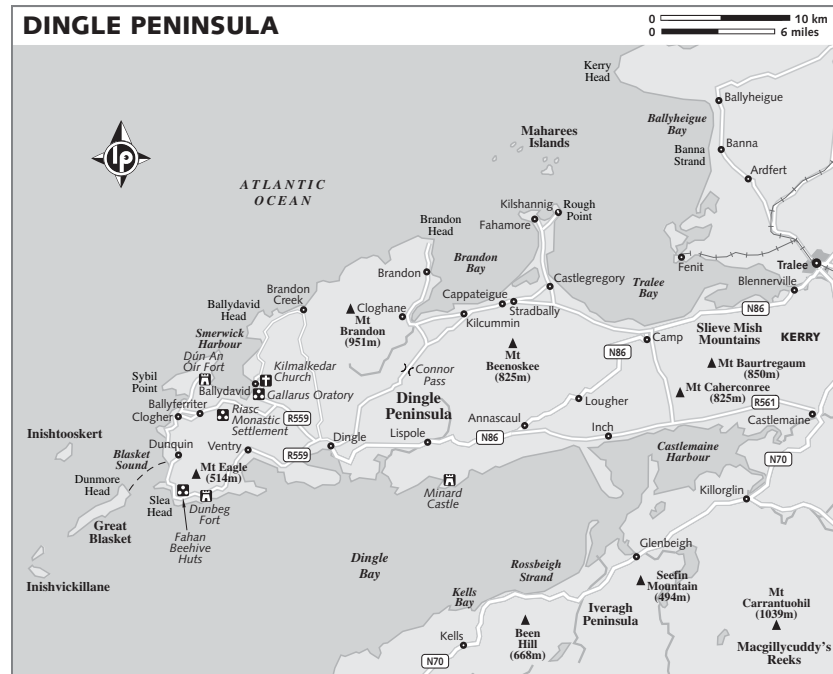 DINGLE PENINSULA
0 10 km
0 6 miles
Kerry
Head
Ballyheigue
Ballyheigue
Bay
Banna
Banna
Strand
Ardfert
Maharees
Islands
lp
ATLANTIC
OCEAN
Kilshannig
Rough
Point
Fahamore
Brandon
Head
Brandon
Bay
Brandon
Castlegregory
Tralee
Bay
Fenit
Tralee
Blennerville
Brandon
Creek
Ballydavid
Head
Cloghane
Mt
Brandon
(951m)
Cappateigue
Stradbally
Kilcummin
N86
Slieve Mish
Mountains
KERRY
Smerwick
Harbour
Dún An
Óir Fort
Kilmalkedar
Church
Connor
Pass
Mt
Beenoskee
(825m)
N86
Camp
Mt Baurtregaum
(850m)
Mt Caherconree
(825m)
Sybil
Point
Ballydavid
Gallarus Oratory
Ballyferriter
Clogher
Riasc
Monastic
Settlement
R559
Dingle
Peninsula
Lougher
Annascaul
R561
Castlemaine
Inishtooskert
Dunquin
Ventry
Dingle
Lispole
N86
Inch
Castlemaine
Harbour
N70
Blasket
Sound
R559
Mt Eagle
(514m)
Dunmore
Head
Slea
Head
Dunbeg
Fort
Minard
Castle
Killorglin
Great
Blasket
Fahan
Beehive
Huts
Inishvickillane
Dingle
Bay
Rossbeigh
Strand
Glenbeigh
Kells
Bay
Seefin
Mountain
(494m)
Iveragh
Peninsula
Mt
Carrantuohil
(1039m)
Been
Hill
(668m)
Kells
N70
Macgillycuddy's
Reeks